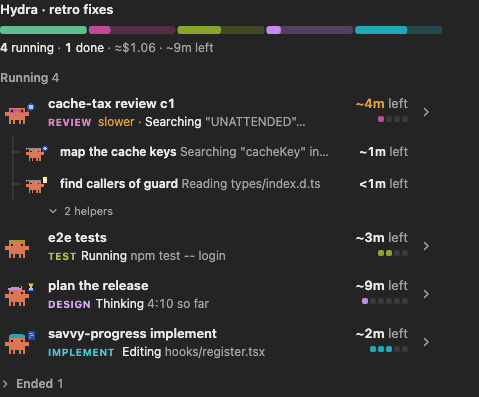 Hydra · retro fixes
4 running · 1 done · ≈$1.06 · ~9m left
Running 4
cache-tax review c1
~4m left
REVIEW slower · Searching "UNATTENDED"…
map the cache keys Searching "cacheKey" in…
~1m left
find callers of guard Reading types/index.d.ts
<1m left
2 helpers
e2e tests
~3m left
TEST Running npm test -- login
plan the release
~9m left
DESIGN Thinking 4:10 so far
savvy-progress implement
~2m left
IMPLEMENT Editing hooks/register.tsx
Ended 1